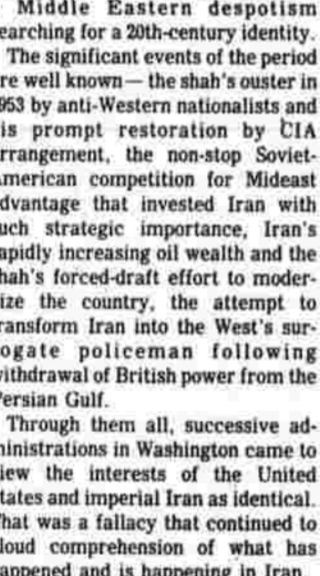 Middle Eastern despotism
earching for a 20th-century identity.
The significant events of the period
re well known — the shah's ouster in
953 by anti-Western nationalists and
is prompt restoration by CIA
rrangement, the non-stop Soviet-
merican competition for Mideast
dvantage that invested Iran with
uch strategic importance, Iran's
apidly increasing oil wealth and the
hah's forced-draft effort to moder-
ize the country, the attempt to
ransform Iran into the West's sur-
ogate policeman following
ithdrawal of British power from the
ersian Gulf.
Through them all, successive ad-
inistrations in Washington came to
iew the interests of the United
tates and imperial Iran as identical.
hat was a fallacy that continued to
loud comprehension of what has
appened and is happening in Iran